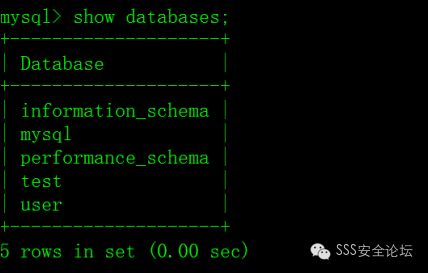 mysql> show databases;
+--------------------+
| Database           |
+--------------------+
| information_schema |
| mysql              |
| performance_schema |
| test               |
| user               |
+--------------------+
5 rows in set (0.00 sec)
SSS安全论坛